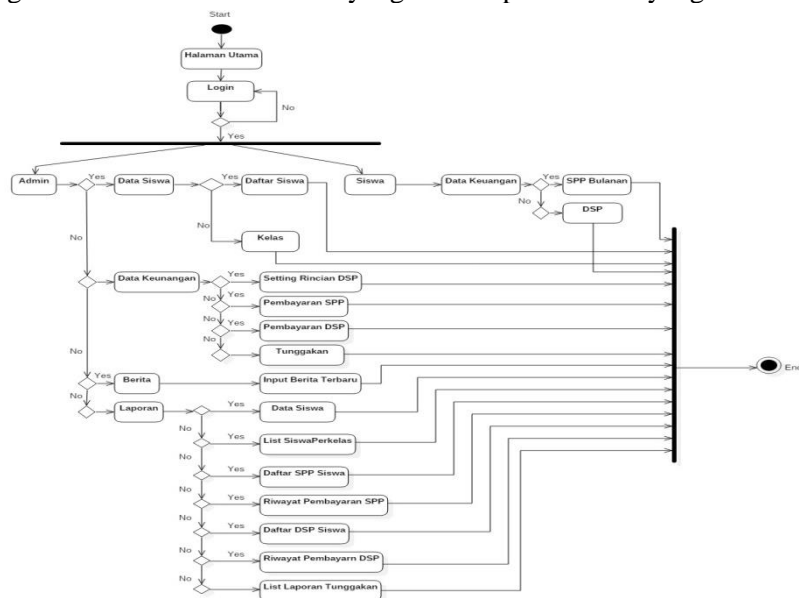 Start
Halaman Utama
Login
No
Yes
Admin
Yes
Data Siswa
Yes
Daftar Siswa
Siswa
Data Keuangan
Yes
SPP Bulanan
No
DSP
No
No
Kelas
Data Keunangan
Yes
Setting Rincian DSP
No
Yes
Pembayaran SPP
No
Yes
Pembayaran DSP
No
Tunggakan
No
Yes
Berita
Input Berita Terbaru
No
Laporan
Yes
Data Siswa
No
Yes
List SiswaPerkelas
No
Yes
Daftar SPP Siswa
No
Yes
Riwayat Pembayaran SPP
No
Yes
Daftar DSP Siswa
No
Yes
Riwayat Pembayarn DSP
No
List Laporan Tunggakan